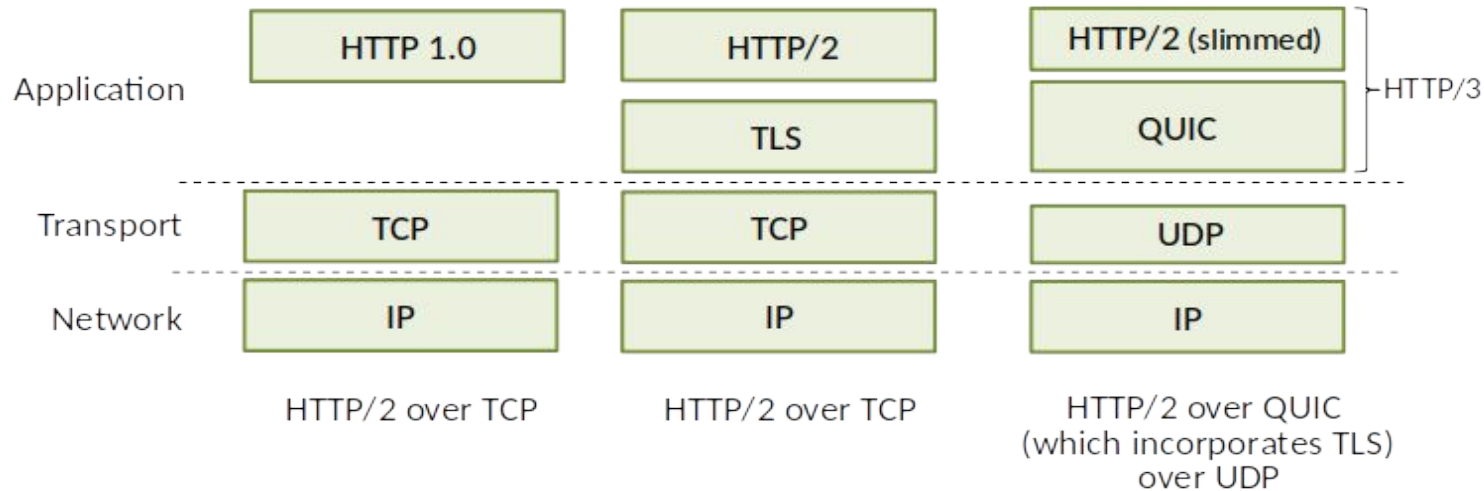 HTTP 1.0
HTTP/2
HTTP/2 (slimmed)
Application
HTTP/3
TLS
QUIC
Transport
TCP
TCP
UDP
Network
IP
IP
IP
HTTP/2 over TCP
HTTP/2 over TCP
HTTP/2 over QUIC
(which incorporates TLS)
over UDP